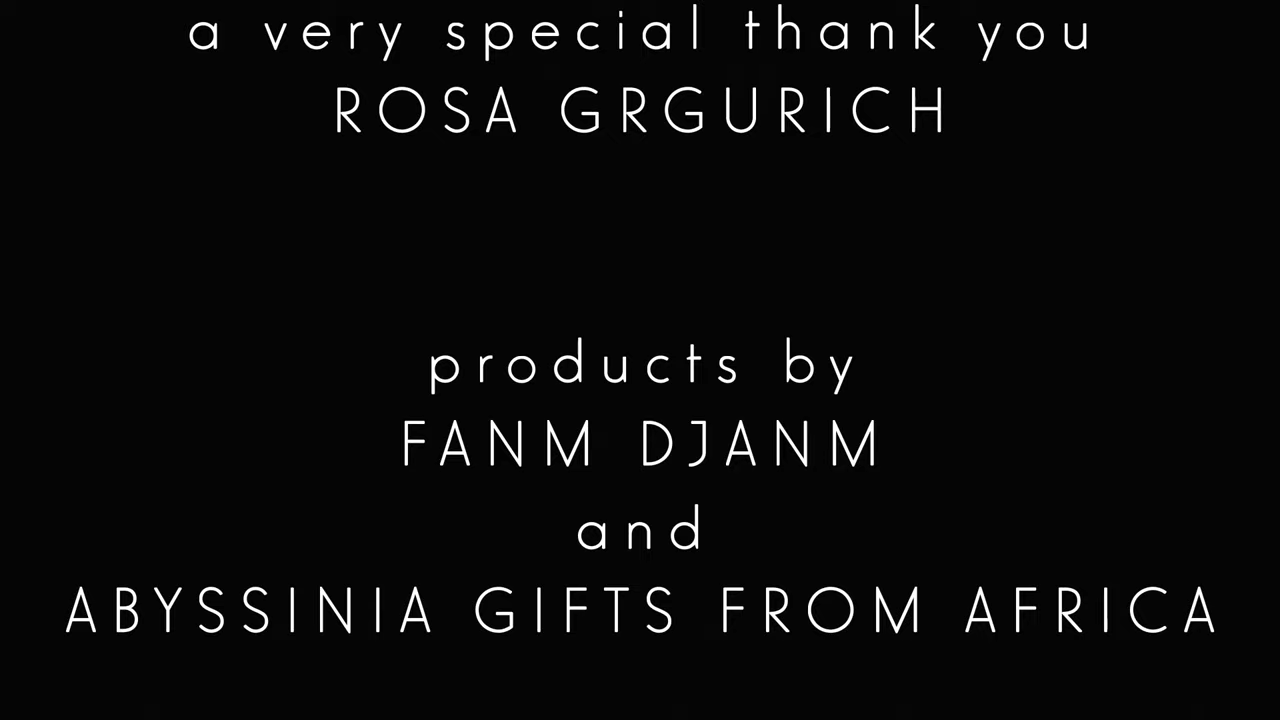 a very special thank you
ROSA GRGURICH
products by
FANM DJANM
and
ABYSSINIA GIFTS FROM AFRICA